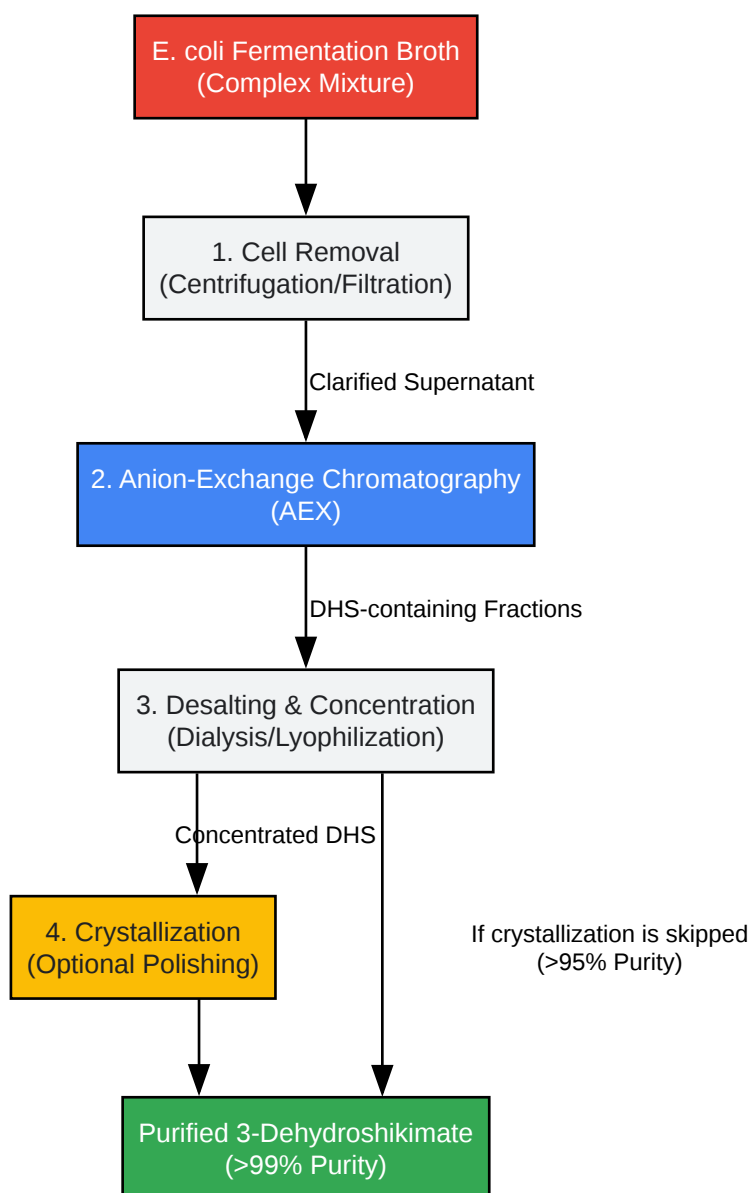 E. coli Fermentation Broth
(Complex Mixture)
1. Cell Removal
(Centrifugation/Filtration)
Clarified Supernatant
2. Anion-Exchange Chromatography
(AEX)
DHS-containing Fractions
3. Desalting & Concentration
(Dialysis/Lyophilization)
Concentrated DHS
4. Crystallization
(Optional Polishing)
If crystallization is skipped
(>95% Purity)
Purified 3-Dehydroshikimate
(>99% Purity)